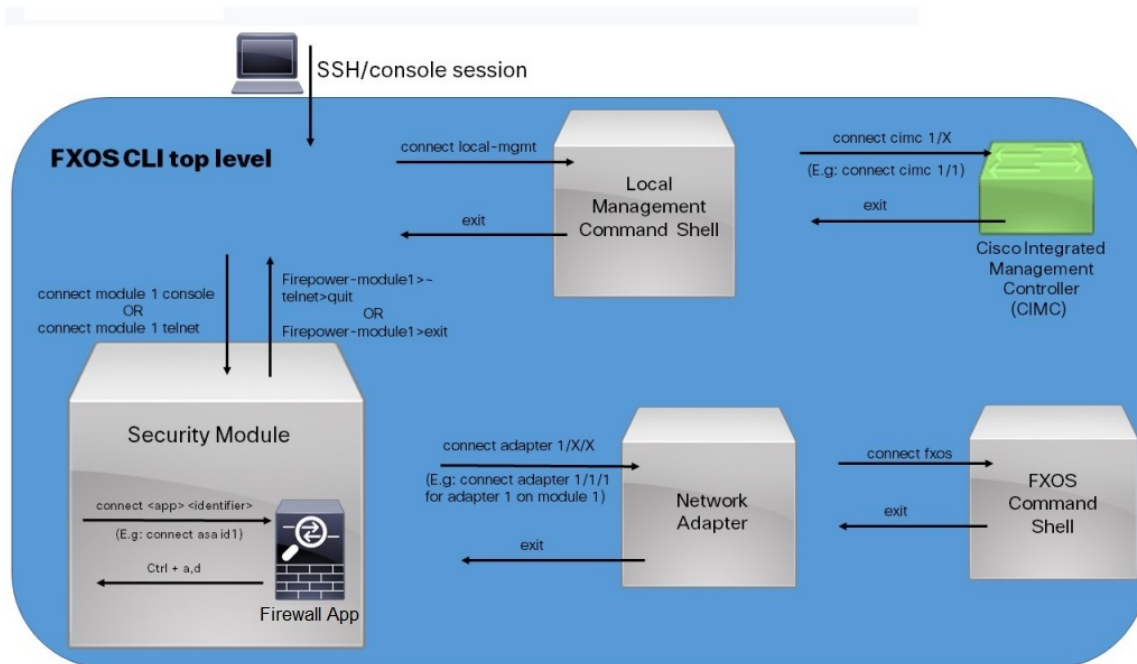 SSH/console session
FXOS CLI top level
connect local-mgmt
exit
Local
Management
Command Shell
connect cimc 1/X
(E.g: connect cimc 1/1)
exit
Cisco Integrated
Management
Controller
(CIMC)
connect module 1 console
OR
connect module 1 telnet
Firepower-module1>~
telnet>quit
OR
Firepower-module1>exit
Security Module
connect <app> <identifier>
(E.g: connect asa id1)
Ctrl + a,d
Firewall App
connect adapter 1/X/X
(E.g: connect adapter 1/1/1
for adapter 1 on module 1)
exit
Network
Adapter
connect fxos
exit
FXOS
Command
Shell